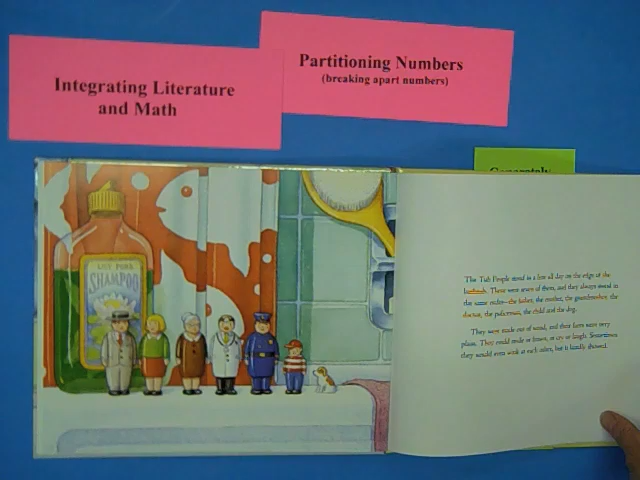 Partitioning Numbers
(breaking apart numbers)
Integrating Literature
and Math
Concretely
LILY POND
SHAMPOO
The Tub People stood in a line all day on the edge of the
bathtub. There were seven of them, and they always stood in
the same order—the father, the mother, the grandmother, the
doctor, the policeman, the child and the dog.
They were made out of wood, and their faces were very
plain. They could smile or frown, or cry or laugh. Sometimes
they would even wink at each other, but it hardly showed.